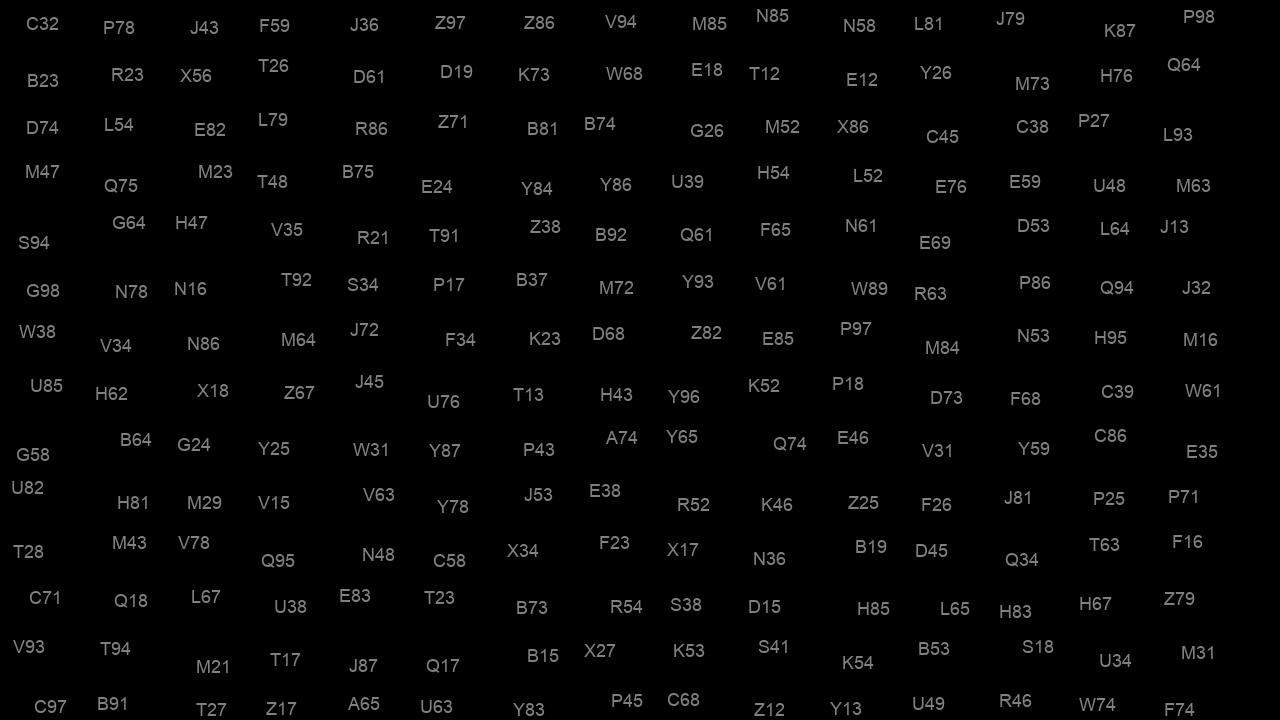 C32 P78 J43 F59 J36 Z97 Z86 V94 M85 N85 N58 L81 J79 K87 P98
B23 R23 X56 T26 D61 D19 K73 W68 E18 T12 E12 Y26 M73 H76 Q64
D74 L54 E82 L79 R86 Z71 B81 B74 G26 M52 X86 C45 C38 P27 L93
M47 Q75 M23 T48 B75 E24 Y84 Y86 U39 H54 L52 E76 E59 U48 M63
S94 G64 H47 V35 R21 T91 Z38 B92 Q61 F65 N61 E69 D53 L64 J13
G98 N78 N16 T92 S34 P17 B37 M72 Y93 V61 W89 R63 P86 Q94 J32
W38 V34 N86 M64 J72 F34 K23 D68 Z82 E85 P97 M84 N53 H95 M16
U85 H62 X18 Z67 J45 U76 T13 H43 Y96 K52 P18 D73 F68 C39 W61
G58 B64 G24 Y25 W31 Y87 P43 A74 Y65 Q74 E46 V31 Y59 C86 E35
U82 H81 M29 V15 V63 Y78 J53 E38 R52 K46 Z25 F26 J81 P25 P71
T28 M43 V78 Q95 N48 C58 X34 F23 X17 N36 B19 D45 Q34 T63 F16
C71 Q18 L67 U38 E83 T23 B73 R54 S38 D15 H85 L65 H83 H67 Z79
V93 T94 M21 T17 J87 Q17 B15 X27 K53 S41 K54 B53 S18 U34 M31
C97 B91 T27 Z17 A65 U63 Y83 P45 C68 Z12 Y13 U49 R46 W74 F74